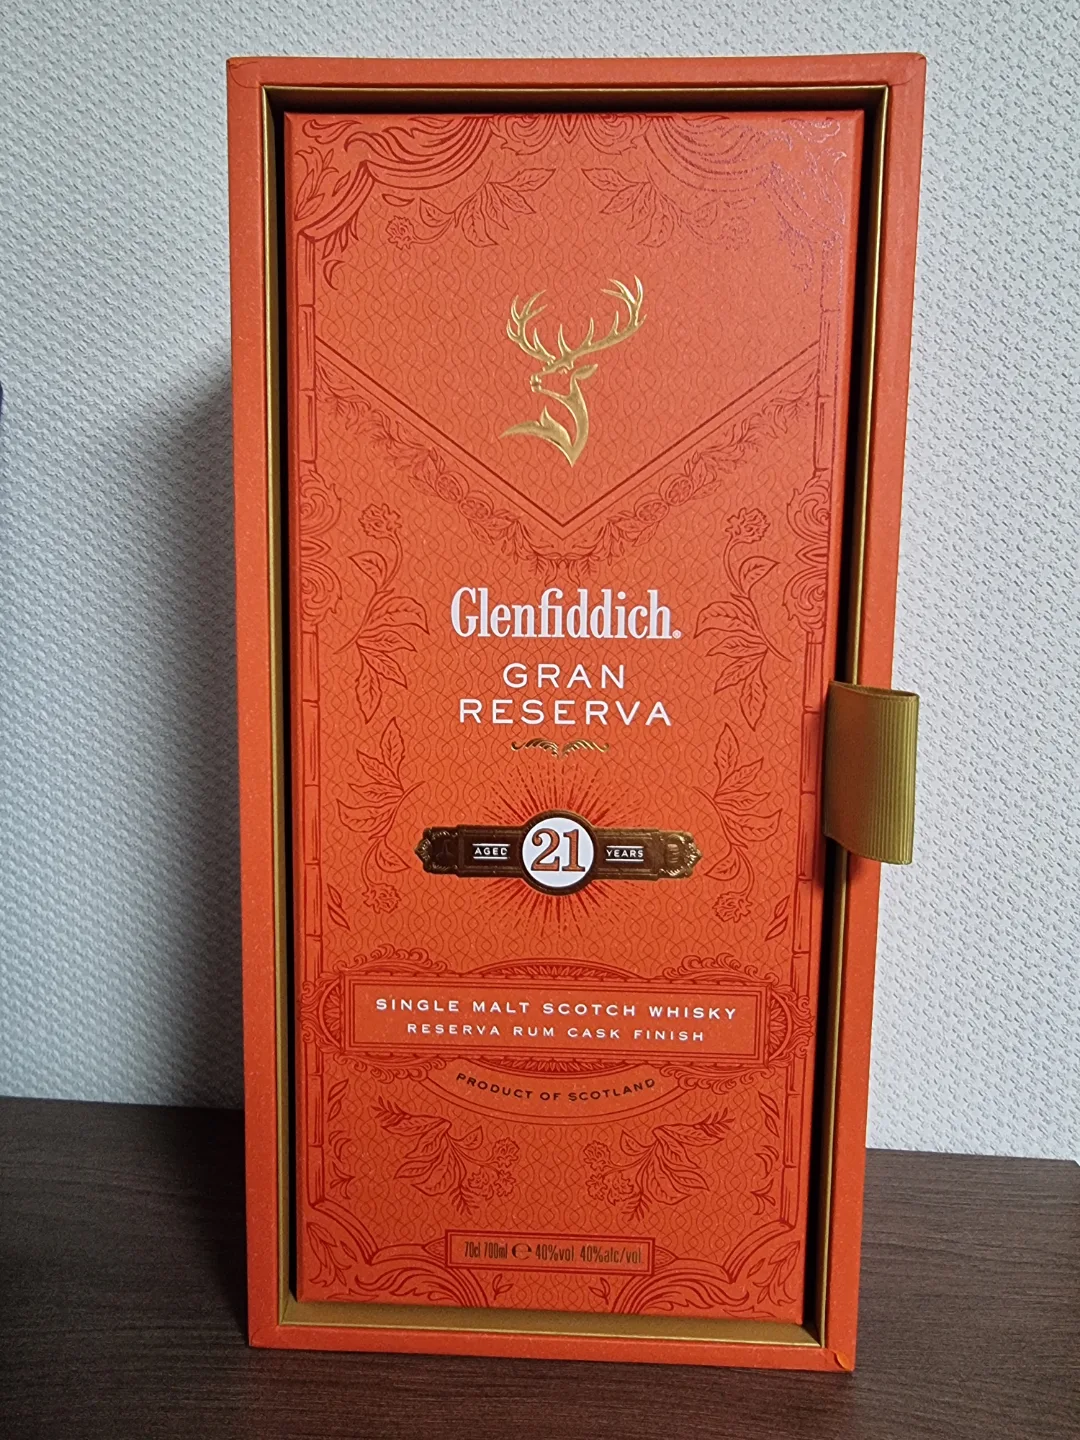 Glenfiddich®
GRAN
RESERVA
AGED 21 YEARS
SINGLE MALT SCOTCH WHISKY
RESERVA RUM CASK FINISH
PRODUCT OF SCOTLAND
70cl 700ml ℮ 40%vol 40%alc/vol